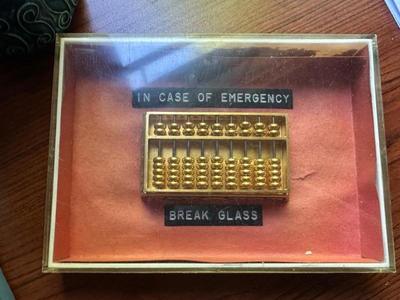 IN CASE OF EMERGENCY
BREAK GLASS